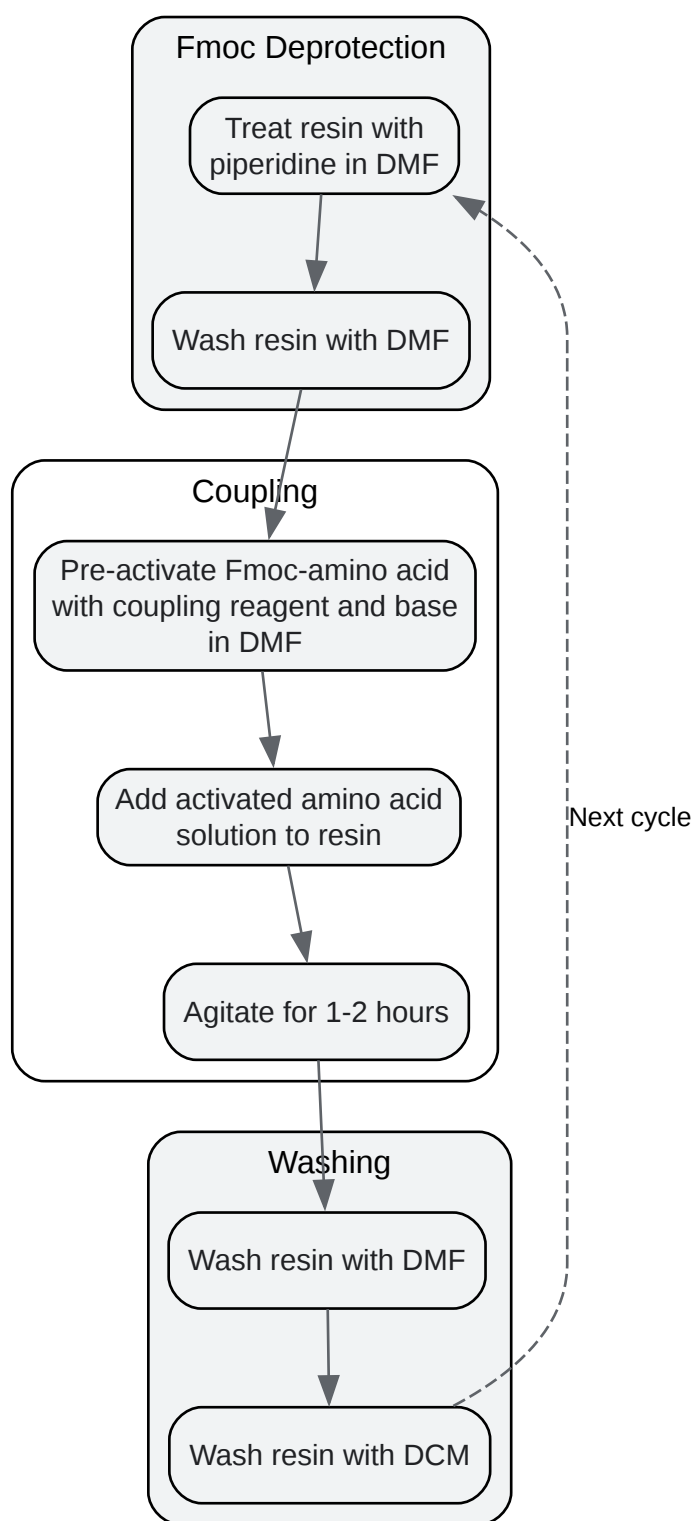 Fmoc Deprotection
Treat resin with
piperidine in DMF
Wash resin with DMF
Coupling
Pre-activate Fmoc-amino acid
with coupling reagent and base
in DMF
Add activated amino acid
solution to resin
Next cycle
Agitate for 1-2 hours
Washing
Wash resin with DMF
Wash resin with DCM